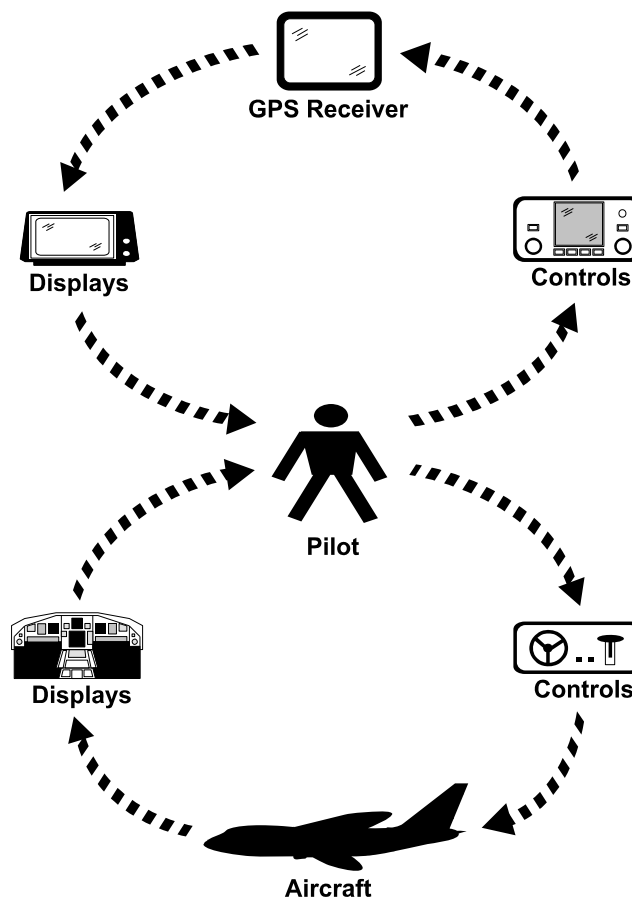 GPS Receiver
Displays
Controls
Pilot
Displays
Controls
Aircraft